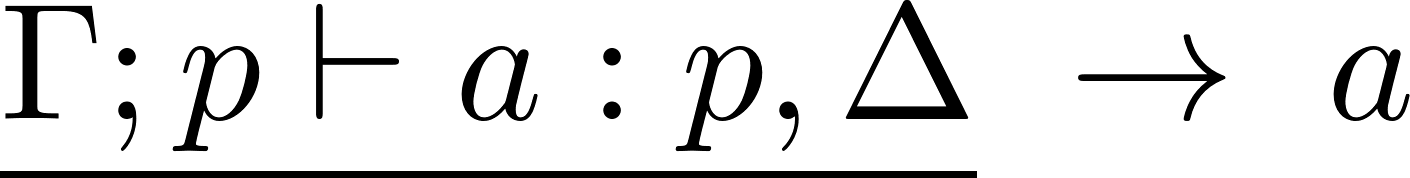 Γ; p ⊢ a : p, Δ → a